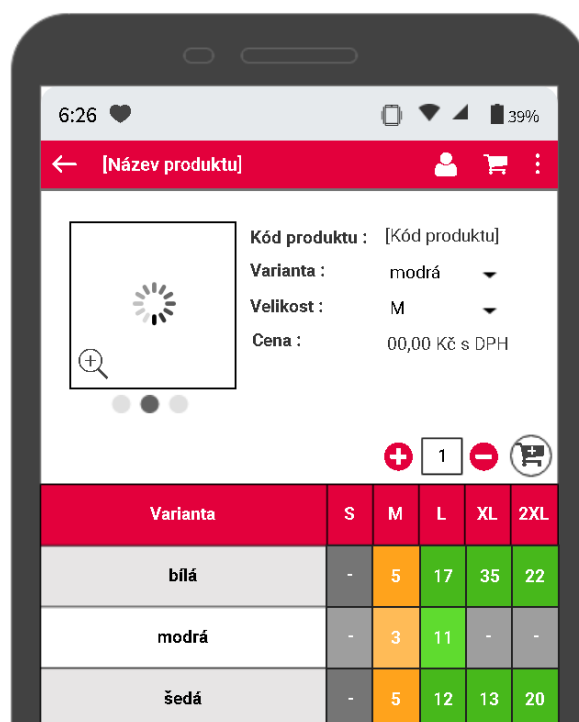 6:26 39%
[Název produktu]
Kód produktu : [Kód produktu]
Varianta : modrá
Velikost : M
Cena : 00,00 Kč s DPH
1
Varianta S M L XL 2XL
bílá - 5 17 35 22
modrá - 3 11 - -
šedá - 5 12 13 20